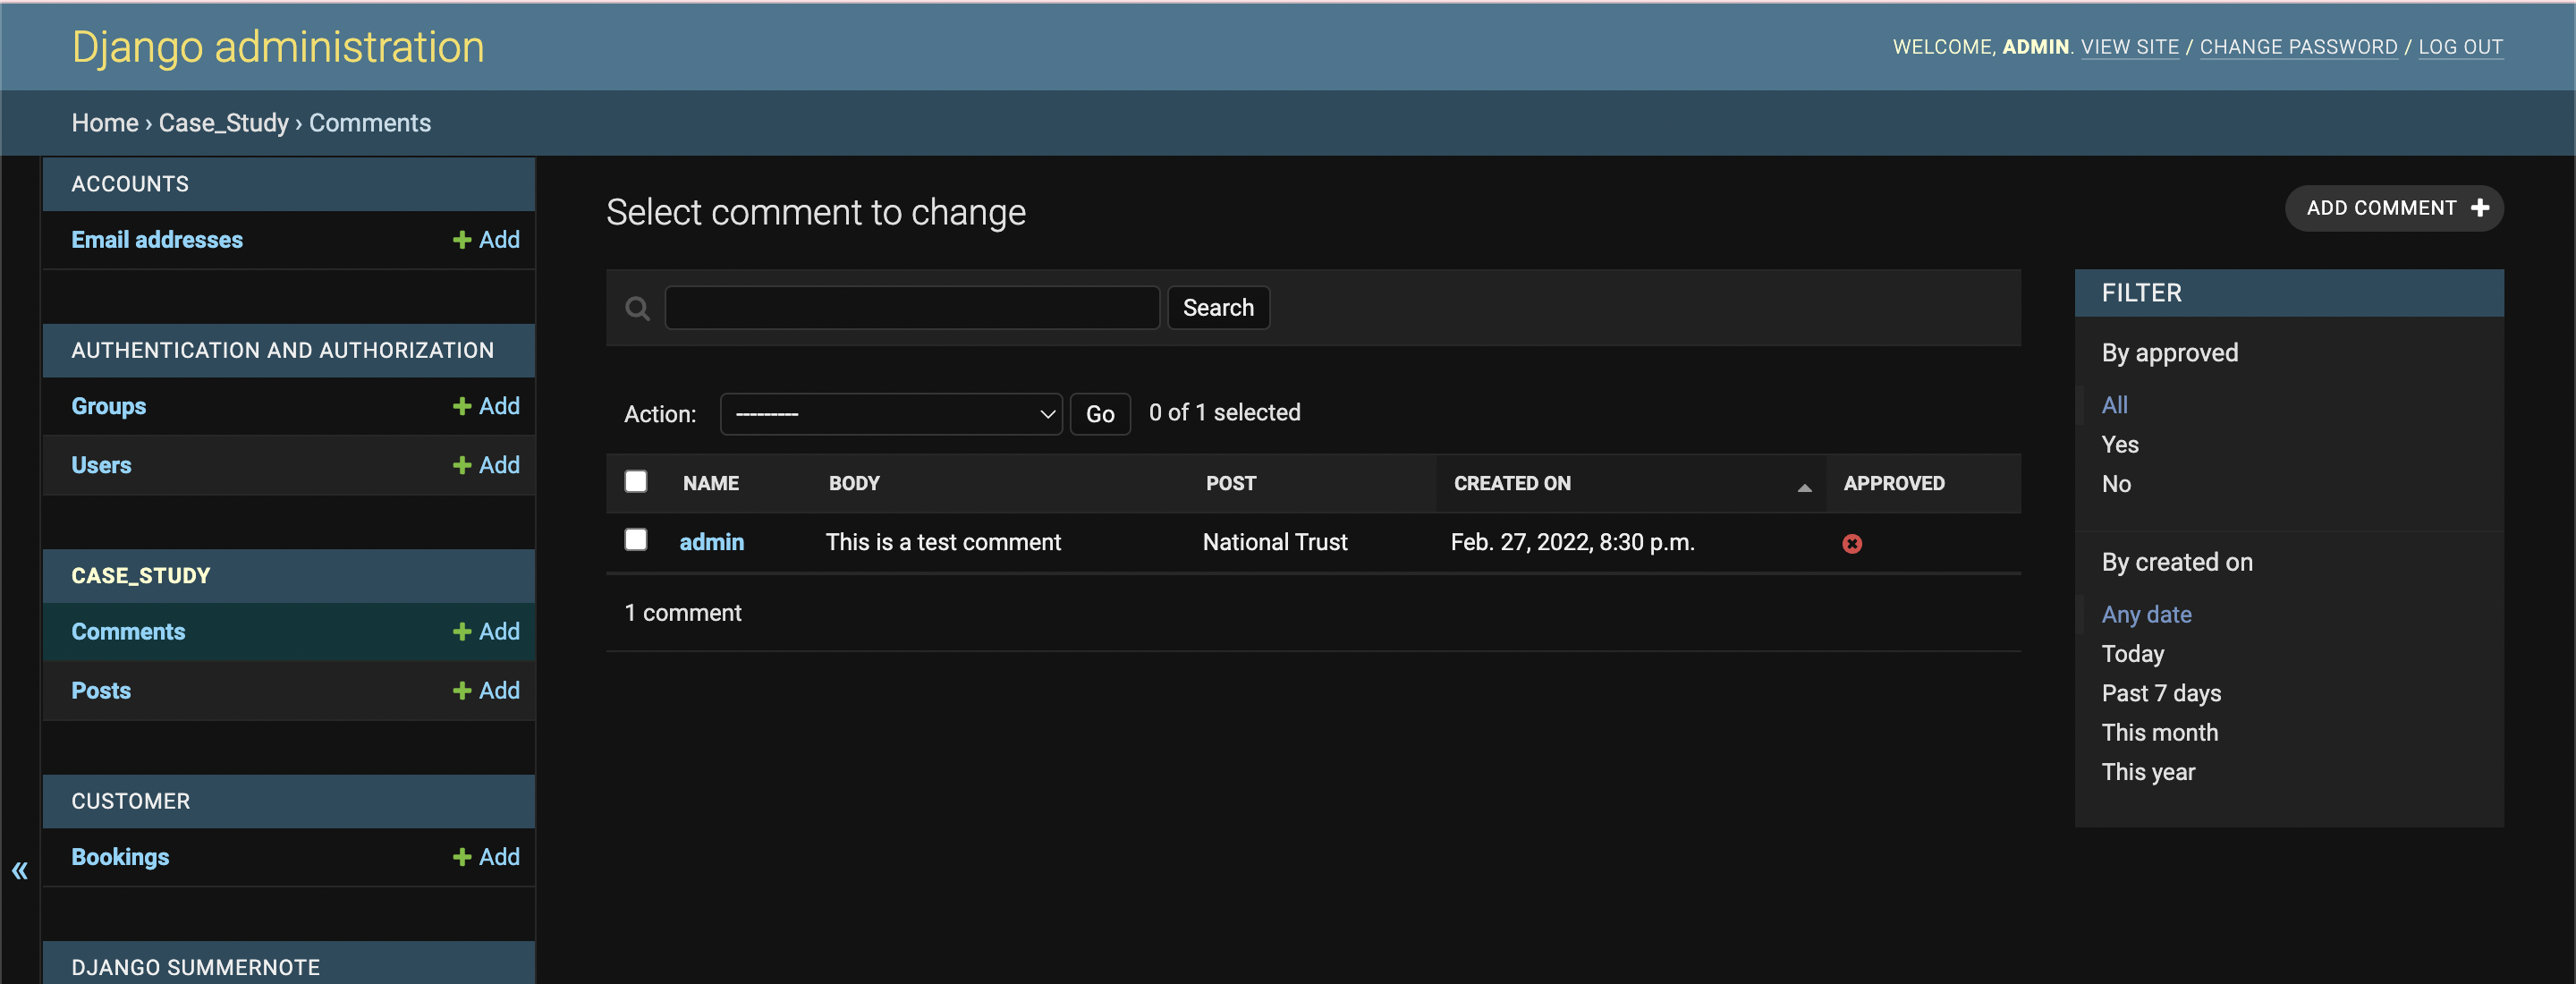 Django administration
WELCOME, ADMIN. VIEW SITE / CHANGE PASSWORD / LOG OUT
Home › Case_Study › Comments
ACCOUNTS
Email addresses + Add
AUTHENTICATION AND AUTHORIZATION
Groups + Add
Users + Add
CASE_STUDY
Comments + Add
Posts + Add
CUSTOMER
Bookings + Add
DJANGO SUMMERNOTE
«
Select comment to change
ADD COMMENT +
Search
Action: --------- Go 0 of 1 selected
NAME BODY POST CREATED ON APPROVED
admin This is a test comment National Trust Feb. 27, 2022, 8:30 p.m.
1 comment
FILTER
By approved
All
Yes
No
By created on
Any date
Today
Past 7 days
This month
This year